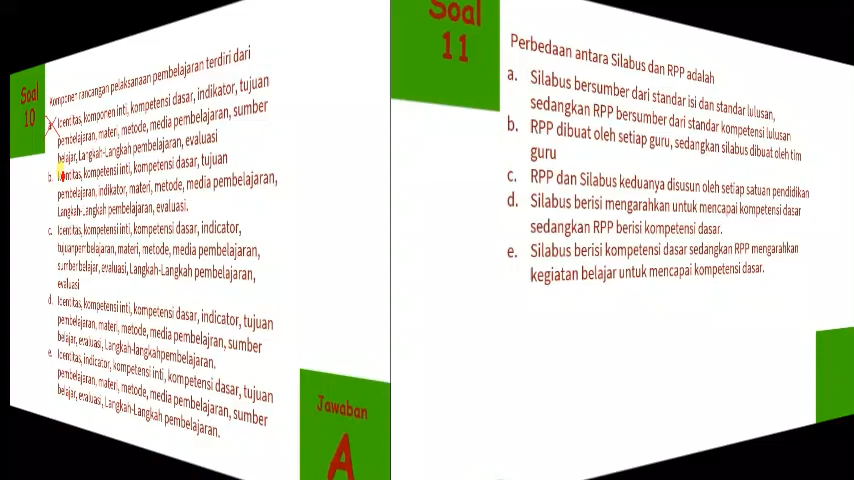 Soal
10
Komponen rancangan pelaksanaan pembelajaran terdiri dari
a. Identitas, komponen inti, kompetensi dasar, indikator, tujuan
pembelajaran, materi, metode, media pembelajaran, sumber
belajar, Langkah-Langkah pembelajaran, evaluasi
b. Identitas, kompetensi inti, kompetensi dasar, tujuan
pembelajaran, indikator, materi, metode, media pembelajaran,
Langkah-Langkah pembelajaran, evaluasi.
c. Identitas, kompetensi inti, kompetensi dasar, indicator,
tujuanpembelajaran, materi, metode, media pembelajaran,
sumber belajar, evaluasi, Langkah-Langkah pembelajaran,
evaluasi
d. Identitas, kompetensi inti, kompetensi dasar, indicator, tujuan
pembelajaran, materi, metode, media pembelajran, sumber
belajar, evaluasi, Langkah-langkahpembelajaran.
e. Identitas, indicator, kompetensi inti, kompetensi dasar, tujuan
pembelajaran, materi, metode, media pembelajaran, sumber
belajar, evaluasi, Langkah-Langkah pembelajaran.
Jawaban
A
Soal
11
Perbedaan antara Silabus dan RPP adalah
a. Silabus bersumber dari standar isi dan standar lulusan,
sedangkan RPP bersumber dari standar kompetensi lulusan
b. RPP dibuat oleh setiap guru, sedangkan silabus dibuat oleh tim
guru
c. RPP dan Silabus keduanya disusun oleh setiap satuan pendidikan
d. Silabus berisi mengarahkan untuk mencapai kompetensi dasar
sedangkan RPP berisi kompetensi dasar.
e. Silabus berisi kompetensi dasar sedangkan RPP mengarahkan
kegiatan belajar untuk mencapai kompetensi dasar.